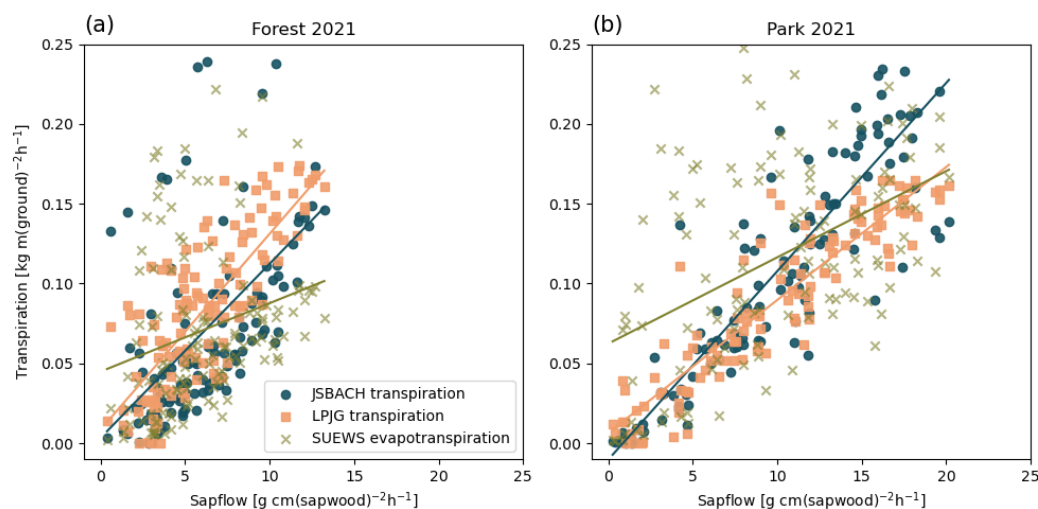 (a)
Forest 2021
(b)
Park 2021
0.25
0.20
0.15
0.10
0.05
0.00
Transpiration [kg m(ground)⁻²h⁻¹]
JSBACH transpiration
LPJG transpiration
SUEWS evapotranspiration
0 5 10 15 20 25
Sapflow [g cm(sapwood)⁻²h⁻¹]
0.25
0.20
0.15
0.10
0.05
0.00
0 5 10 15 20 25
Sapflow [g cm(sapwood)⁻²h⁻¹]